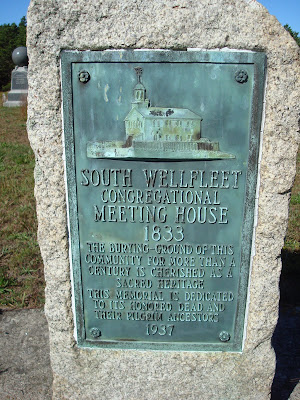 SOUTH WELLFLEET
CONGREGATIONAL
MEETING HOUSE
1833
THE BURYING-GROUND OF THIS
COMMUNITY FOR MORE THAN A
CENTURY IS CHERISHED AS A
SACRED HERITAGE
THIS MEMORIAL IS DEDICATED
TO ITS HONORED DEAD AND
THEIR PILGRIM ANCESTORS
1937